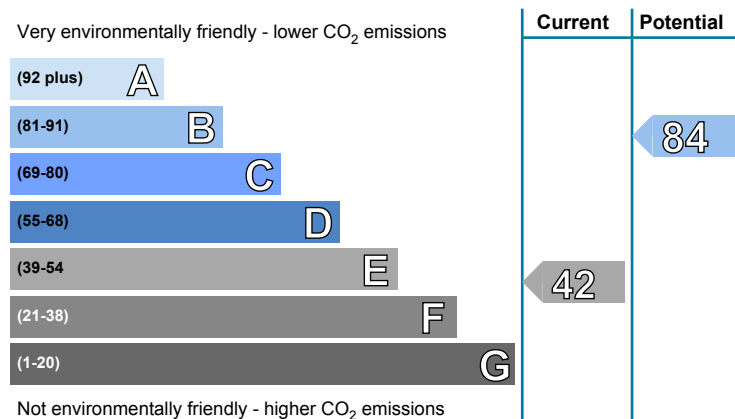 Current Potential
Very environmentally friendly - lower CO2 emissions
(92 plus) A
(81-91) B
84
(69-80) C
(55-68) D
(39-54 E
42
(21-38) F
(1-20) G
Not environmentally friendly - higher CO2 emissions